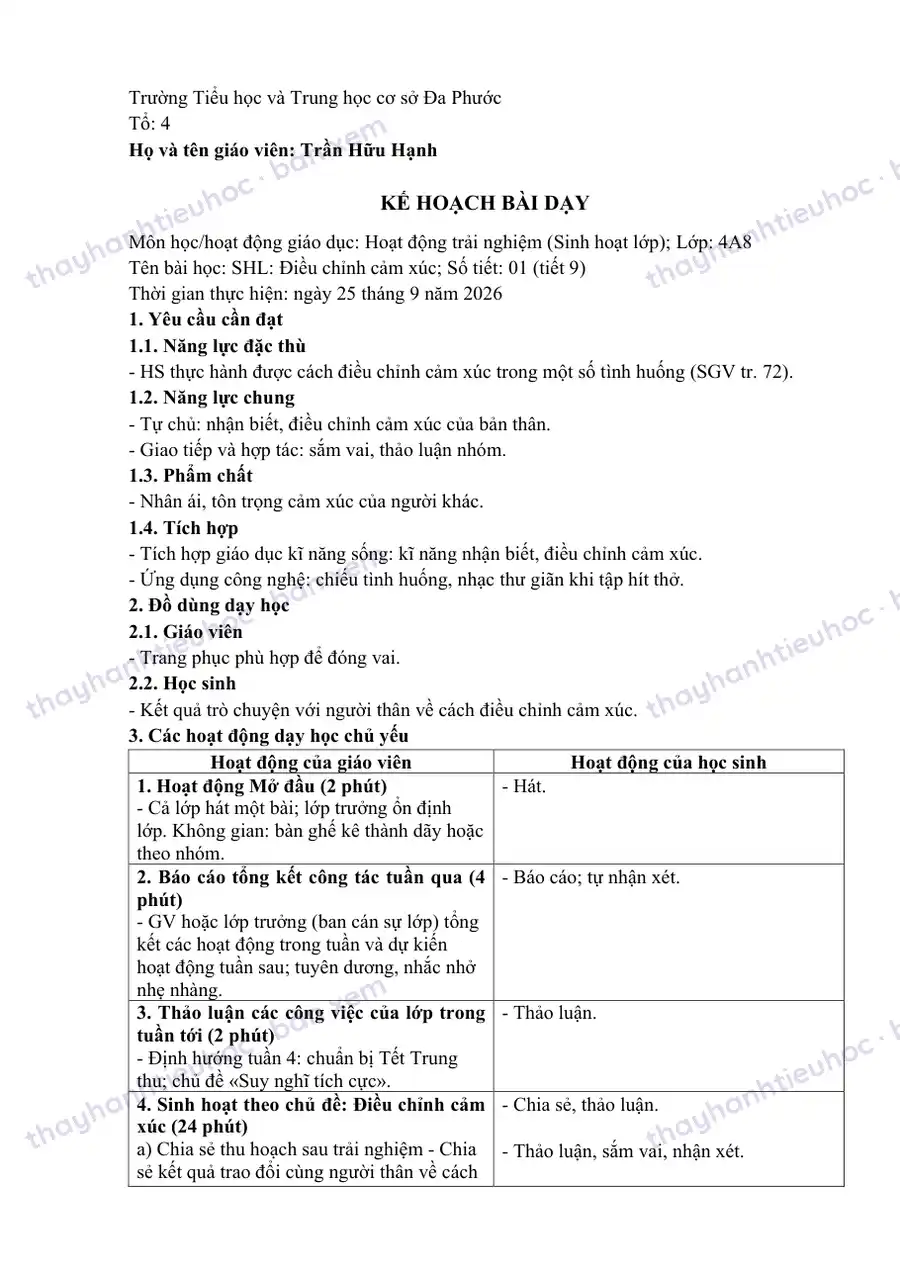 Trường Tiểu học và Trung học cơ sở Đa Phước
Tổ: 4
Họ và tên giáo viên: Trần Hữu Hạnh
KẾ HOẠCH BÀI DẠY
Môn học/hoạt động giáo dục: Hoạt động trải nghiệm (Sinh hoạt lớp); Lớp: 4A8
Tên bài học: SHL: Điều chỉnh cảm xúc; Số tiết: 01 (tiết 9)
Thời gian thực hiện: ngày 25 tháng 9 năm 2026
1. Yêu cầu cần đạt
1.1. Năng lực đặc thù
- HS thực hành được cách điều chỉnh cảm xúc trong một số tình huống (SGV tr. 72).
1.2. Năng lực chung
- Tự chủ: nhận biết, điều chỉnh cảm xúc của bản thân.
- Giao tiếp và hợp tác: sắm vai, thảo luận nhóm.
1.3. Phẩm chất
- Nhân ái, tôn trọng cảm xúc của người khác.
1.4. Tích hợp
- Tích hợp giáo dục kĩ năng sống: kĩ năng nhận biết, điều chỉnh cảm xúc.
- Ứng dụng công nghệ: chiếu tình huống, nhạc thư giãn khi tập hít thở.
2. Đồ dùng dạy học
2.1. Giáo viên
- Trang phục phù hợp để đóng vai.
2.2. Học sinh
- Kết quả trò chuyện với người thân về cách điều chỉnh cảm xúc.
3. Các hoạt động dạy học chủ yếu
Hoạt động của giáo viên
Hoạt động của học sinh
1. Hoạt động Mở đầu (2 phút)
- Cả lớp hát một bài; lớp trưởng ổn định
lớp. Không gian: bàn ghế kê thành dãy hoặc
theo nhóm.
- Hát.
2. Báo cáo tổng kết công tác tuần qua (4
phút)
- GV hoặc lớp trưởng (ban cán sự lớp) tổng
kết các hoạt động trong tuần và dự kiến
hoạt động tuần sau; tuyên dương, nhắc nhở
nhẹ nhàng.
- Báo cáo; tự nhận xét.
3. Thảo luận các công việc của lớp trong
tuần tới (2 phút)
- Định hướng tuần 4: chuẩn bị Tết Trung
thu; chủ đề «Suy nghĩ tích cực».
- Thảo luận.
4. Sinh hoạt theo chủ đề: Điều chỉnh cảm
xúc (24 phút)
a) Chia sẻ thu hoạch sau trải nghiệm - Chia
sẻ kết quả trao đổi cùng người thân về cách
- Chia sẻ, thảo luận.
- Thảo luận, sắm vai, nhận xét.
thayhanhtieuhoc · bản xem
thayhanhtieuhoc · b
thayhanhtieuhoc · bản xem
thayhanhtieuhoc · b
thayhanhtieuhoc · bản xem
thayhanhtieuhoc · b